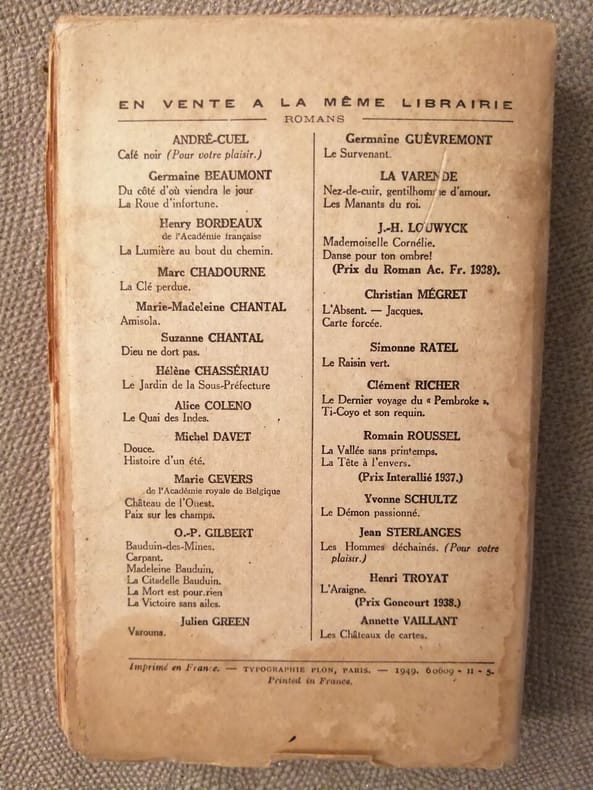 EN VENTE A LA MÊME LIBRAIRIE
ROMANS
ANDRÉ-CUEL
Café noir (Pour votre plaisir.)
Germaine BEAUMONT
Du côté d'où viendra le jour
La Roue d'infortune.
Henry BORDEAUX
de l'Académie française
La Lumière au bout du chemin.
Marc CHADOURNE
La Clé perdue.
Marie-Madeleine CHANTAL
Amisola.
Suzanne CHANTAL
Dieu ne dort pas.
Hélène CHASSÉRIAU
Le Jardin de la Sous-Préfecture
Alice COLENO
Le Quai des Indes.
Michel DAVET
Douce.
Histoire d'un été.
Marie GEVERS
de l'Académie royale de Belgique
Château de l'Ouest.
Paix sur les champs.
O.-P. GILBERT
Bauduin-des-Mines.
Carpant.
Madeleine Bauduin.
La Citadelle Bauduin.
La Mort est pour rien
La Victoire sans ailes.
Julien GREEN
Varouna.
Germaine GUÈVREMONT
Le Survenant.
LA VARENDE
Nez-de-cuir, gentilhomme d'amour.
Les Manants du roi.
J.-H. LOUWYCK
Mademoiselle Cornélie.
Danse pour ton ombre!
(Prix du Roman Ac. Fr. 1928).
Christian MÉGRET
L'Absent. — Jacques.
Carte forcée.
Simonne RATEL
Le Raisin vert.
Clément RICHER
Le Dernier voyage du « Pembroke ».
Ti-Coyo et son requin.
Romain ROUSSEL
La Vallée sans printemps.
La Tête à l'envers.
(Prix Interallié 1937.)
Yvonne SCHULTZ
Le Démon passionné.
Jean STERLANGES
Les Hommes déchainés. (Pour votre
plaisir.)
Henri TROYAT
L'Araigne.
(Prix Goncourt 1938.)
Annette VAILLANT
Les Châteaux de cartes.
Imprimé en France. — TYPOGRAPHIE PLON, PARIS. — 1949. 60609 - II - 5.
Printed in France.